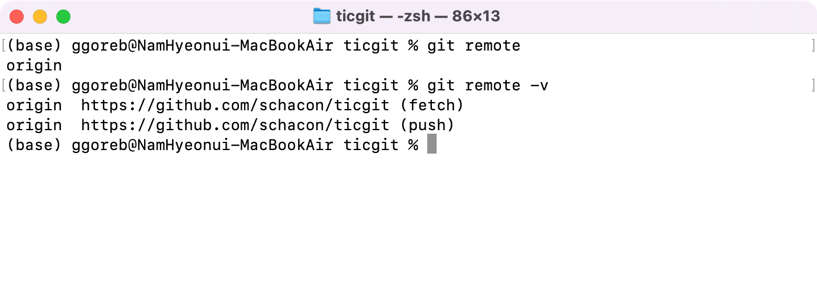 ticgit — -zsh — 86×13
[(base) ggoreb@NamHyeonui-MacBookAir ticgit % git remote ]
origin
[(base) ggoreb@NamHyeonui-MacBookAir ticgit % git remote -v ]
origin  https://github.com/schacon/ticgit (fetch)
origin  https://github.com/schacon/ticgit (push)
(base) ggoreb@NamHyeonui-MacBookAir ticgit %